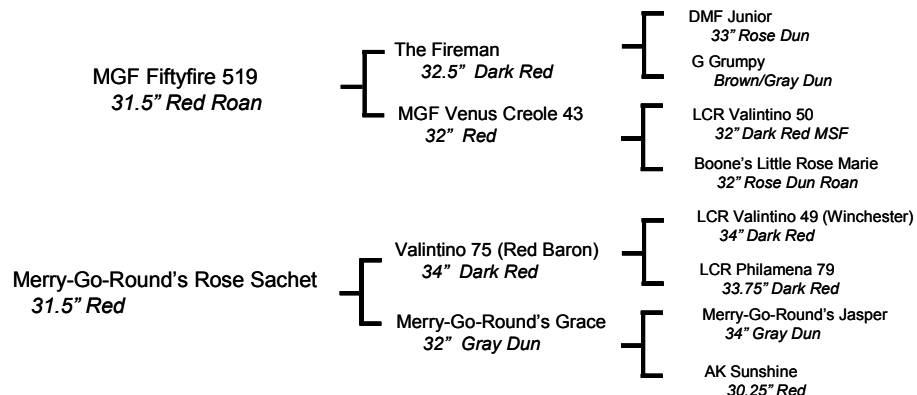 MGF Fiftyfire 519
31.5” Red Roan
The Fireman
32.5” Dark Red
DMF Junior
33” Rose Dun
G Grumpy
Brown/Gray Dun
MGF Venus Creole 43
32” Red
LCR Valintino 50
32” Dark Red MSF
Boone’s Little Rose Marie
32” Rose Dun Roan
Merry-Go-Round’s Rose Sachet
31.5” Red
Valintino 75 (Red Baron)
34” Dark Red
LCR Valintino 49 (Winchester)
34” Dark Red
LCR Philamena 79
33.75” Dark Red
Merry-Go-Round’s Grace
32” Gray Dun
Merry-Go-Round’s Jasper
34” Gray Dun
AK Sunshine
30.25” Red